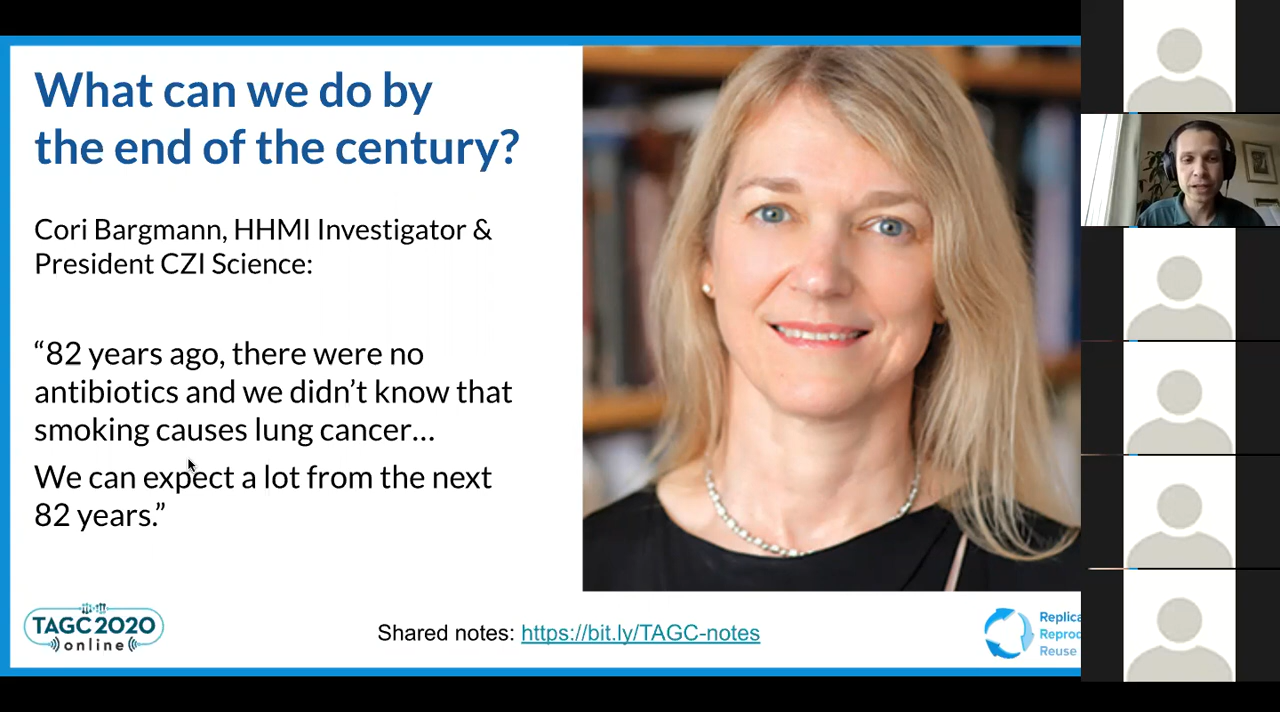 What can we do by
the end of the century?
Cori Bargmann, HHMI Investigator &
President CZI Science:
“82 years ago, there were no
antibiotics and we didn’t know that
smoking causes lung cancer...
We can expect a lot from the next
82 years.”
TAGC 2020
online
Shared notes: https://bit.ly/TAGC-notes
Replica
Reprod
Reuse